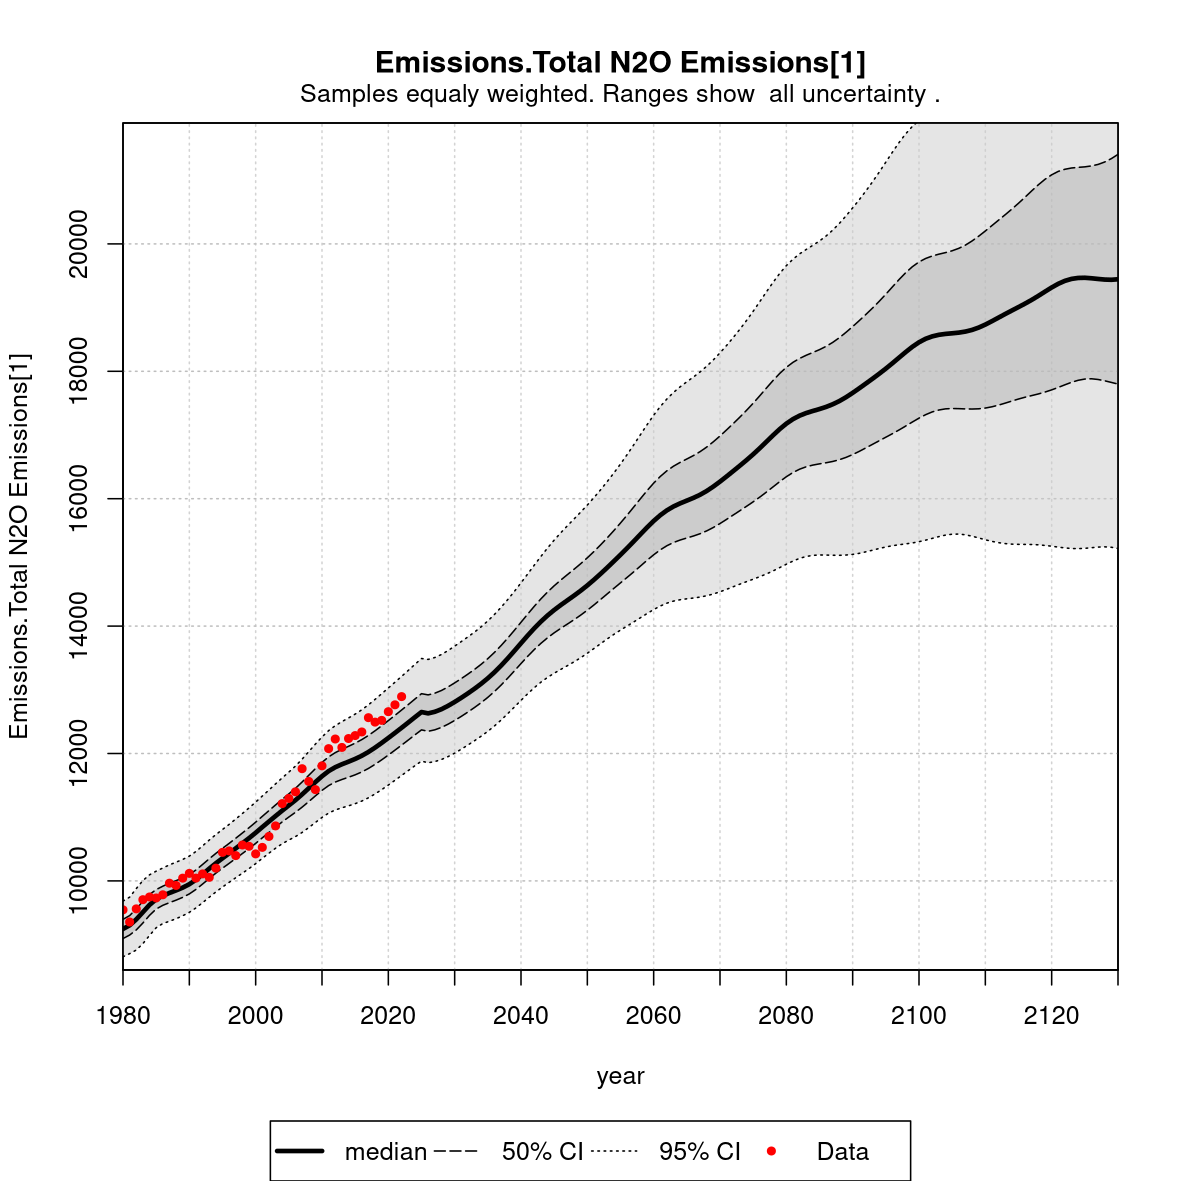 Emissions.Total N2O Emissions[1]
Samples equaly weighted. Ranges show  all uncertainty .
Emissions.Total N2O Emissions[1]
20000
18000
16000
14000
12000
10000
1980 2000 2020 2040 2060 2080 2100 2120
year
median 50% CI 95% CI Data